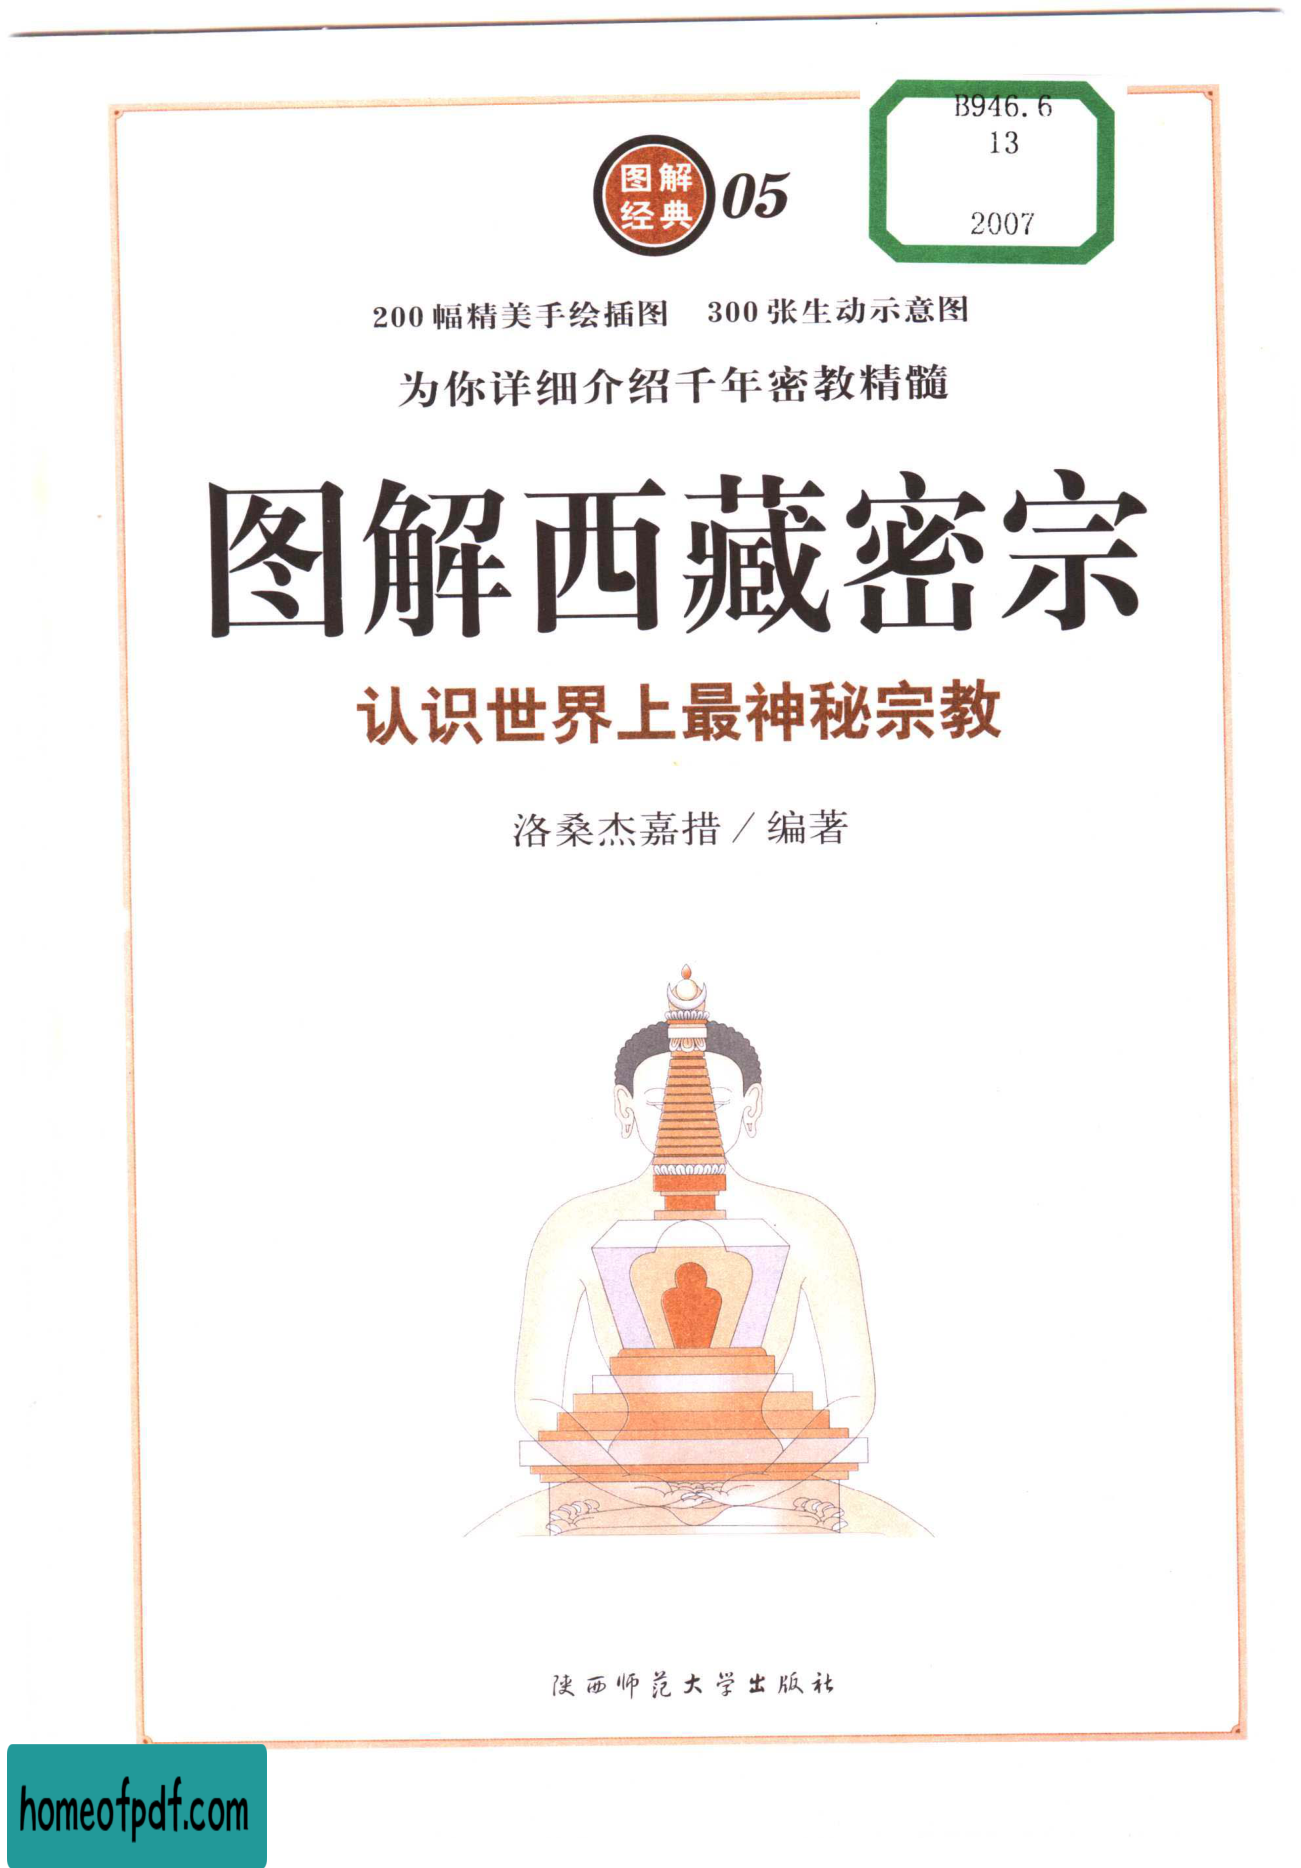 B946.6
13
2007
图解
经典
05
200幅精美手绘插图 300张生动示意图
为你详细介绍千年密教精髓
图解西藏密宗
认识世界上最神秘宗教
洛桑杰嘉措／编著
陕西师范大学出版社
homeofpdf.com